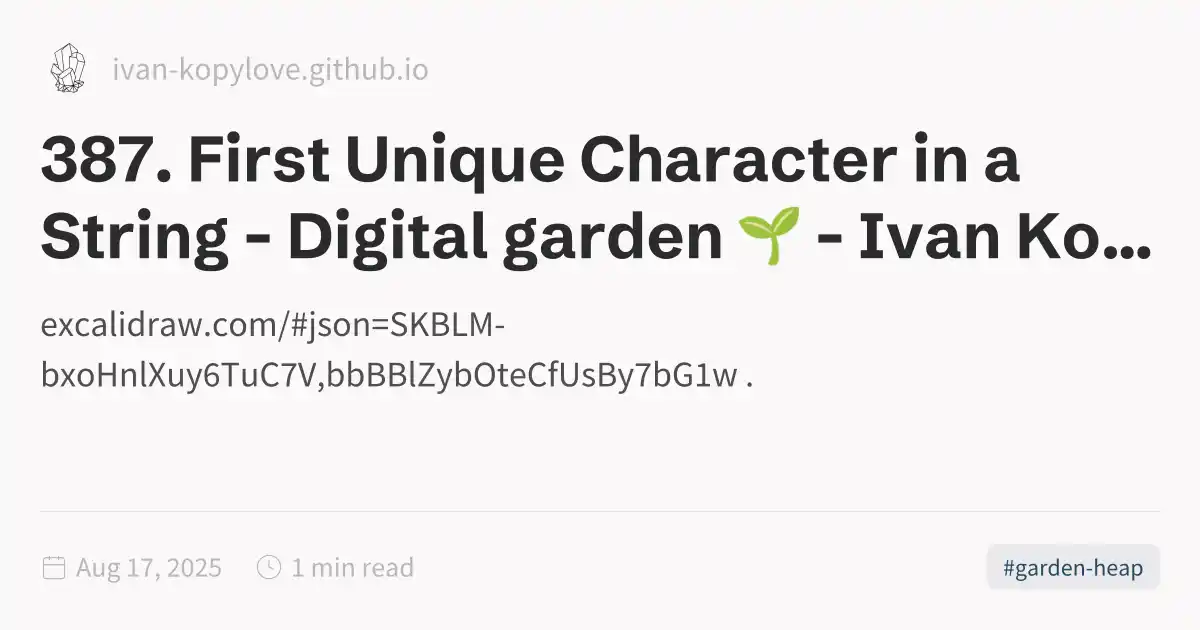 ivan-kopylove.github.io
387. First Unique Character in a
String - Digital garden 🌱 - Ivan Ko...
excalidraw.com/#json=SKBLM-
bxoHnlXuy6TuC7V,bbBBlZybOteCfUsBy7bG1w .
Aug 17, 2025 1 min read
#garden-heap